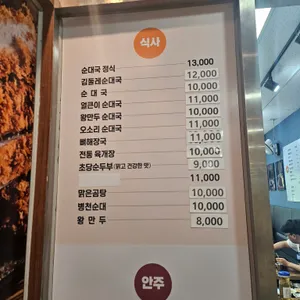 식사
순대국 정식 13,000
김돌레순대국 12,000
순 대 국 10,000
얼큰이 순대국 11,000
왕만두 순대국 10,000
오소리 순대국 11,000
뼈해장국 11,000
전통 육개장 10,000
초당순두부(맑고 건강한 맛) 9,000
11,000
맑은곰탕 10,000
병천순대 10,000
왕 만 두 8,000
안주